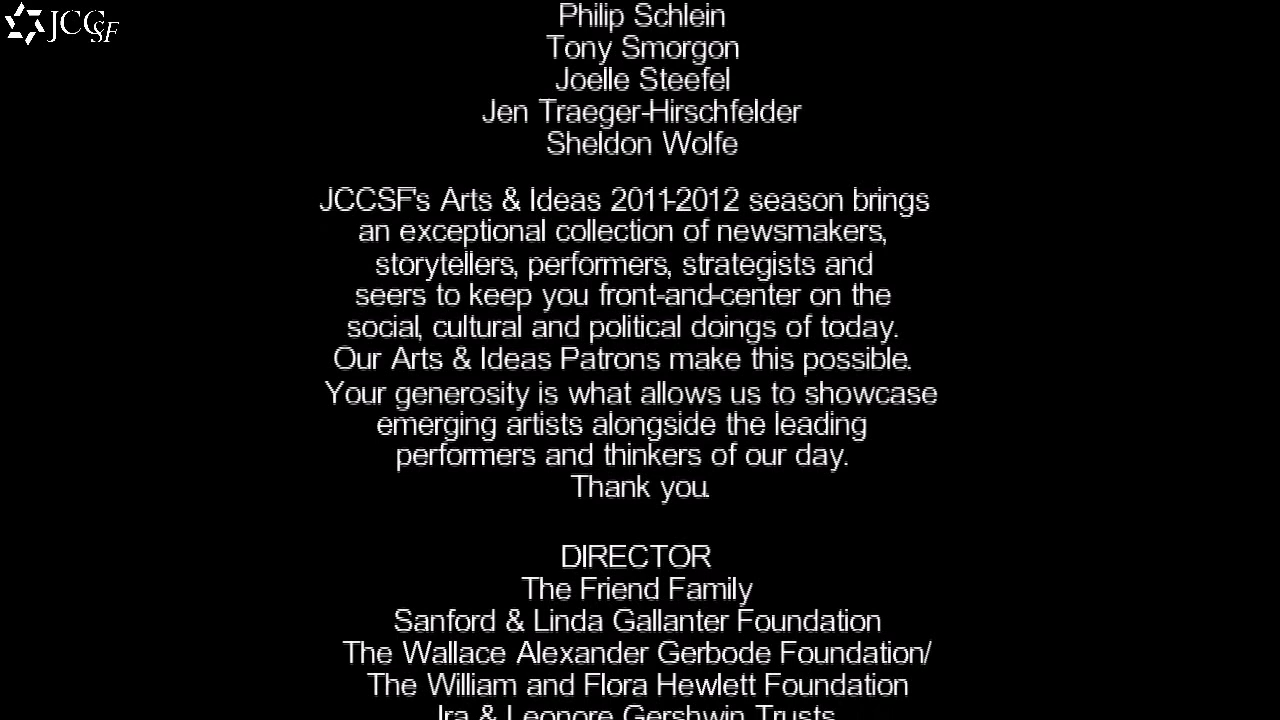 JCCSF
Philip Schlein
Tony Smorgon
Joelle Steefel
Jen Traeger-Hirschfelder
Sheldon Wolfe
JCCSF's Arts & Ideas 2011-2012 season brings
an exceptional collection of newsmakers,
storytellers, performers, strategists and
seers to keep you front-and-center on the
social, cultural and political doings of today.
Our Arts & Ideas Patrons make this possible.
Your generosity is what allows us to showcase
emerging artists alongside the leading
performers and thinkers of our day.
Thank you.
DIRECTOR
The Friend Family
Sanford & Linda Gallanter Foundation
The Wallace Alexander Gerbode Foundation/
The William and Flora Hewlett Foundation
Ira & Leonore Gershwin Trusts